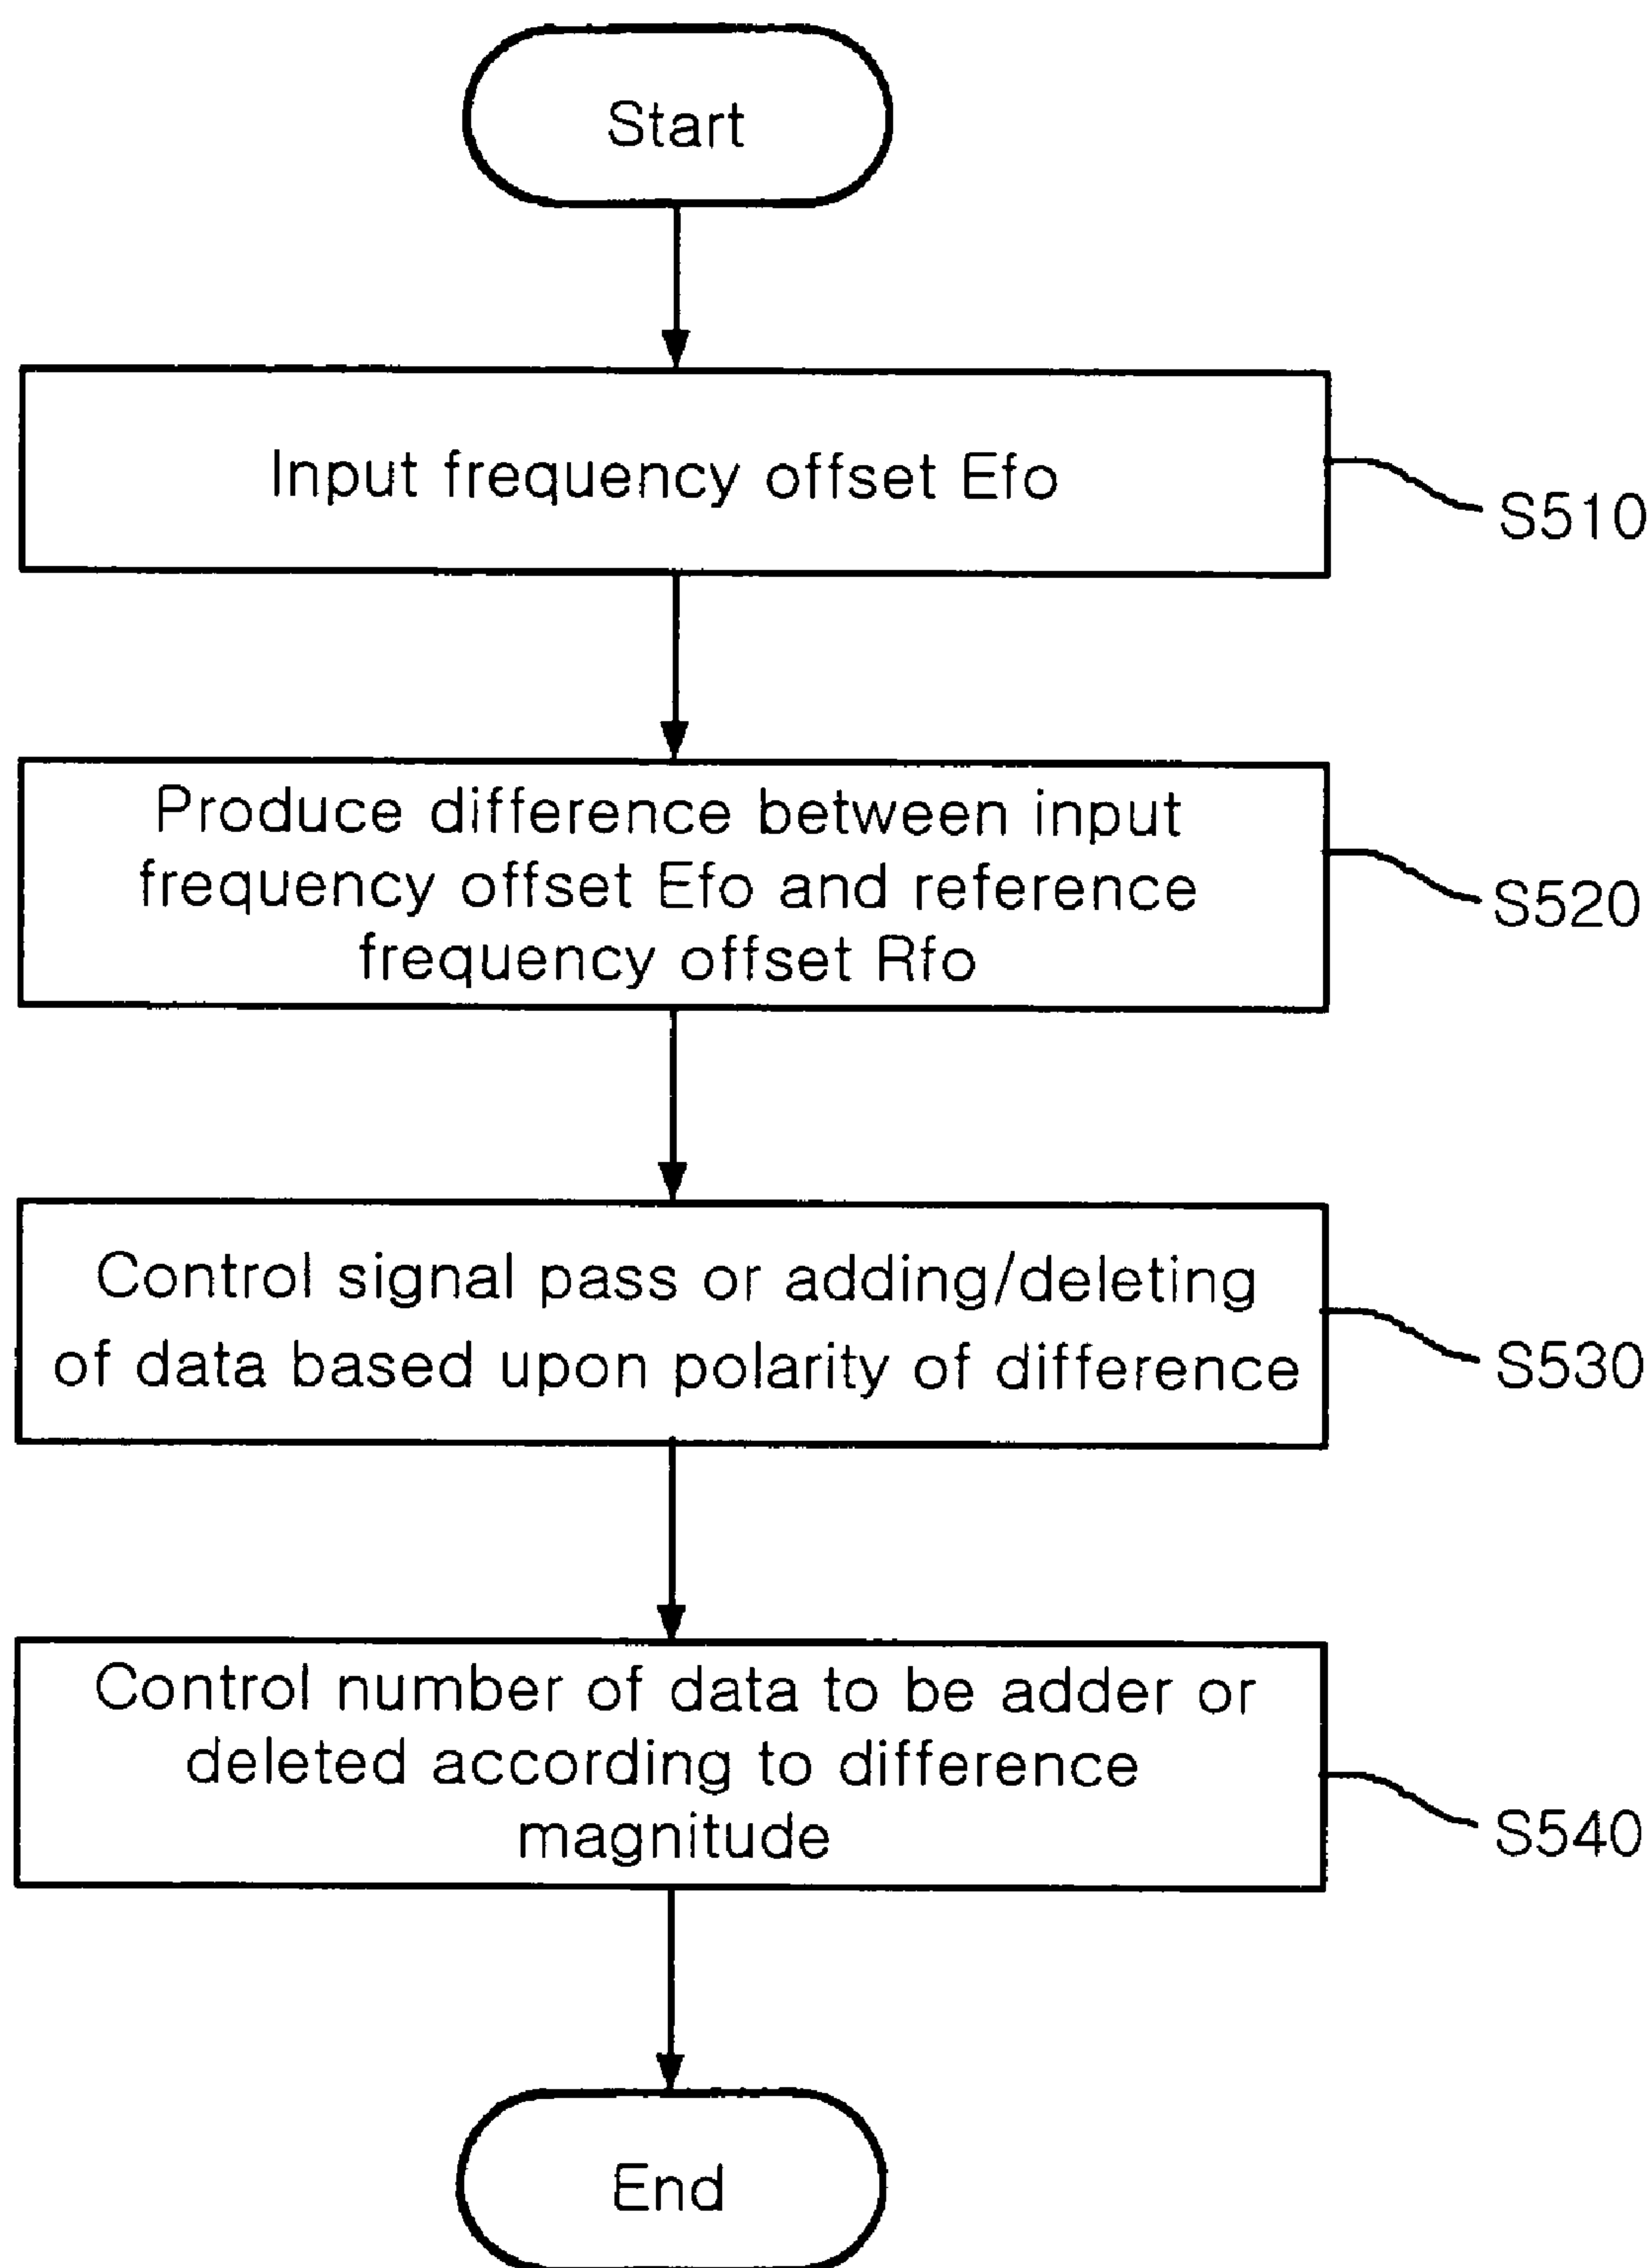 Start
Input frequency offset Efo
S510
Produce difference between input
frequency offset Efo and reference
frequency offset Rfo
S520
Control signal pass or adding/deleting
of data based upon polarity of difference
S530
Control number of data to be adder or
deleted according to difference
magnitude
S540
End